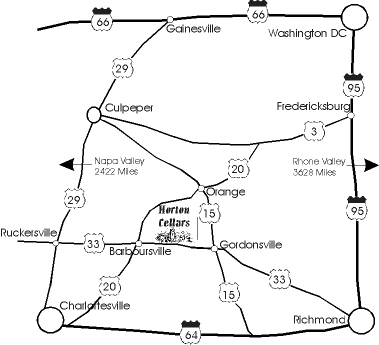 66
66
Gainesville
Washington DC
29
95
Culpeper
Fredericksburg
3
Napa Valley
2422 Miles
20
Rhone Valley
3628 Miles
29
Orange
15
95
Horton
Cellars
Ruckersville
33
Barboursville
Gordonsville
20
15
33
Charlottesville
Richmond
64